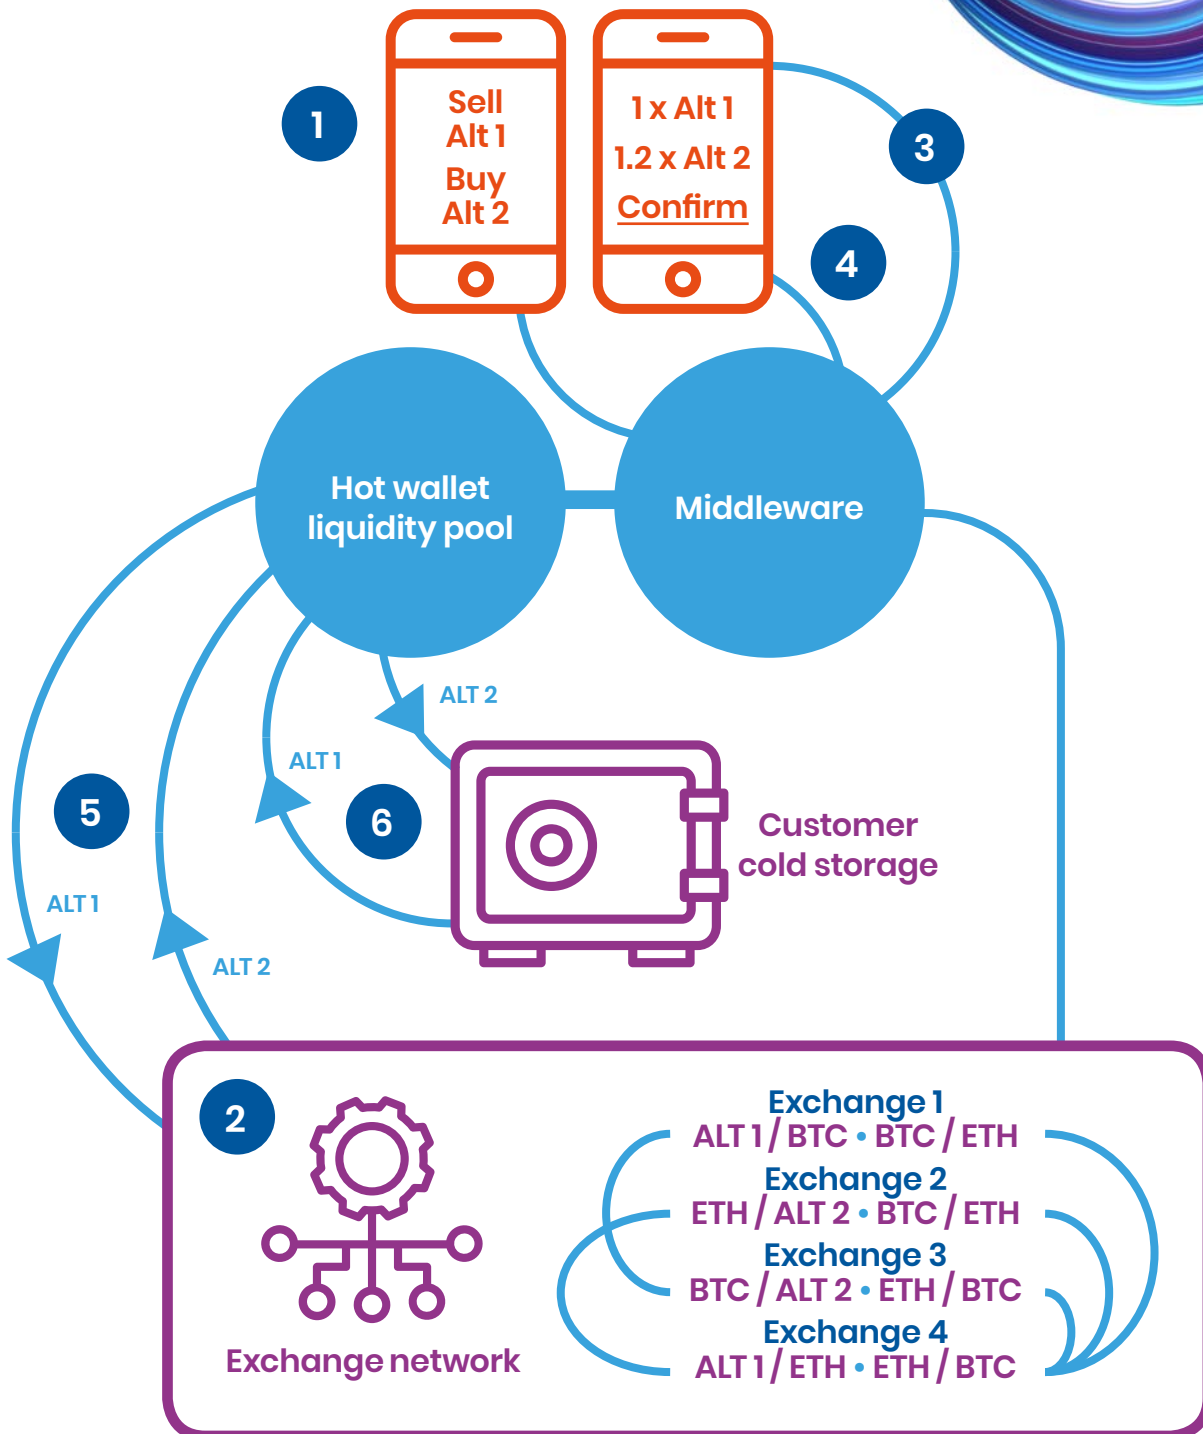 1
Sell
Alt 1
Buy
Alt 2
1 x Alt 1
1.2 x Alt 2
Confirm
3
4
Hot wallet
liquidity pool
Middleware
ALT 2
ALT 1
6
5
Customer
cold storage
ALT 1
ALT 2
2
Exchange network
Exchange 1
ALT 1 / BTC • BTC / ETH
Exchange 2
ETH / ALT 2 • BTC / ETH
Exchange 3
BTC / ALT 2 • ETH / BTC
Exchange 4
ALT 1 / ETH • ETH / BTC